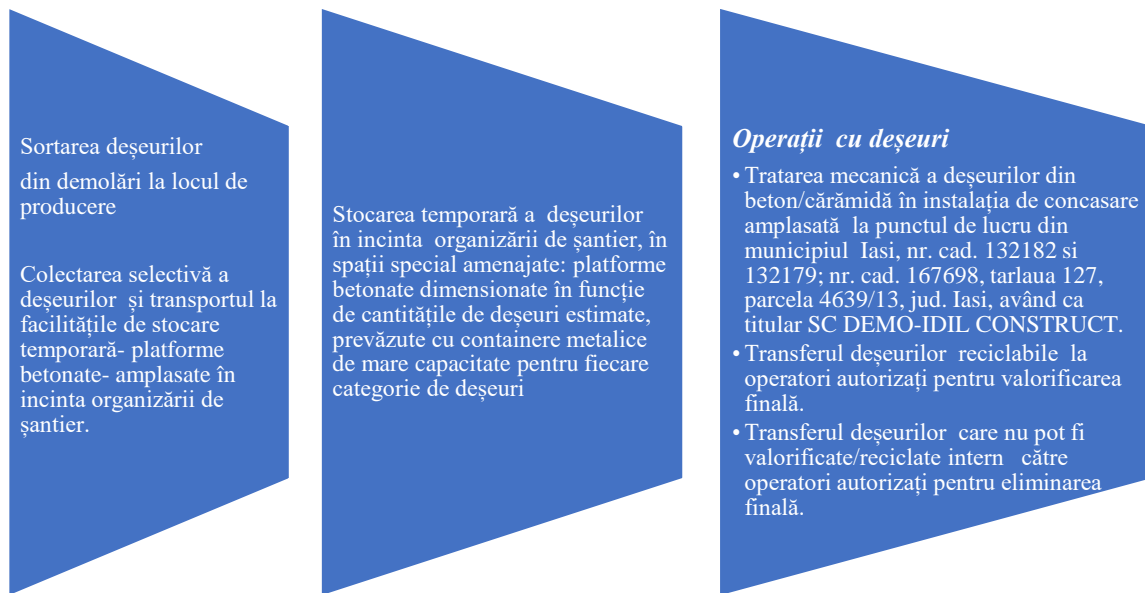 Sortarea deșeurilor
din demolări la locul de
producere
Colectarea selectivă a
deșeurilor și transportul la
facilitățile de stocare
temporară- platforme
betonate- amplasate în
incinta organizării de
șantier.
Stocarea temporară a deșeurilor
în incinta organizării de șantier, în
spații special amenajate: platforme
betonate dimensionate în funcție
de cantitățile de deșeuri estimate,
prevăzute cu containere metalice
de mare capacitate pentru fiecare
categorie de deșeuri
Operații cu deșeuri
• Tratarea mecanică a deșeurilor din
beton/cărămidă în instalația de concasare
amplasată la punctul de lucru din
municipiul Iasi, nr. cad. 132182 si
132179; nr. cad. 167698, tarlaua 127,
parcela 4639/13, jud. Iasi, având ca
titular SC DEMO-IDIL CONSTRUCT.
• Transferul deșeurilor reciclabile la
operatori autorizați pentru valorificarea
finală.
• Transferul deșeurilor care nu pot fi
valorificate/reciclate intern către
operatori autorizați pentru eliminarea
finală.